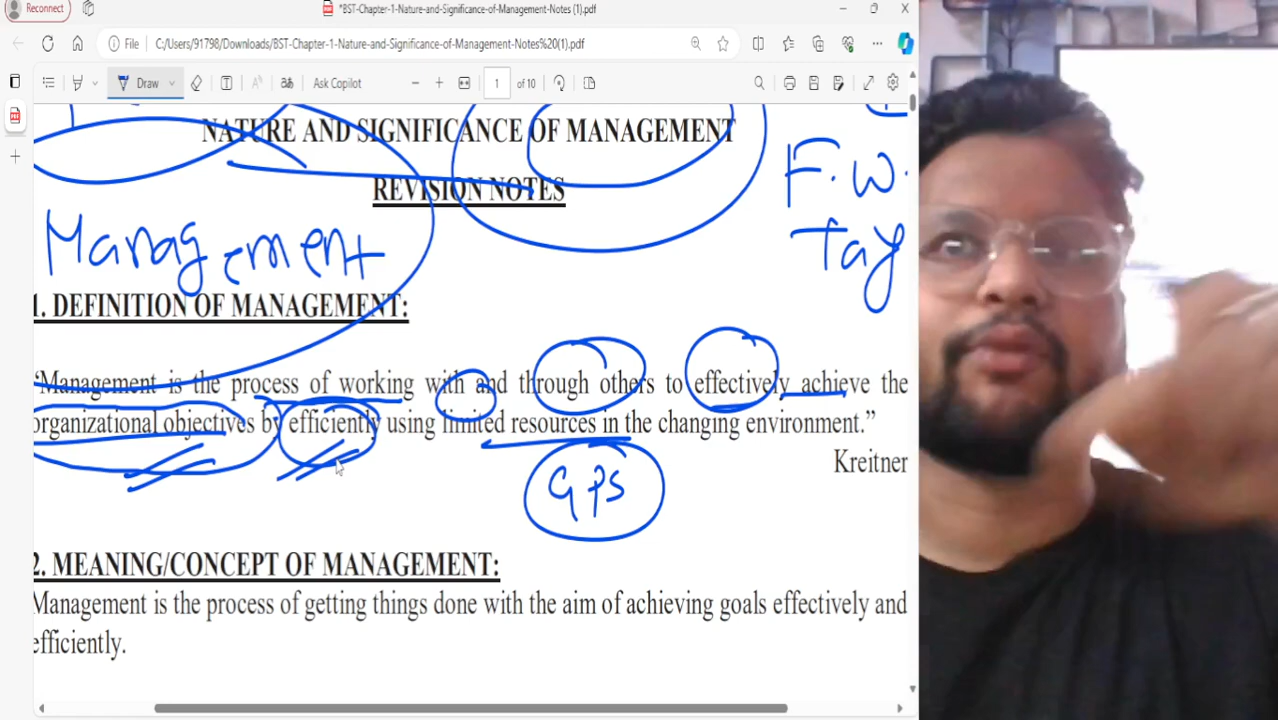 Reconnect
*BST-Chapter-1-Nature-and-Significance-of-Management-Notes (1).pdf
File C:/Users/91798/Downloads/BST-Chapter-1-Nature-and-Significance-of-Management-Notes%20(1).pdf
Draw Ask Copilot 1 of 10
NATURE AND SIGNIFICANCE OF MANAGEMENT
F.W.
REVISION NOTES
Tay
Management
1. DEFINITION OF MANAGEMENT:
“Management is the process of working with and through others to effectively achieve the
organizational objectives by efficiently using limited resources in the changing environment.”
Kreitner
GPS
2. MEANING/CONCEPT OF MANAGEMENT:
Management is the process of getting things done with the aim of achieving goals effectively and
efficiently.